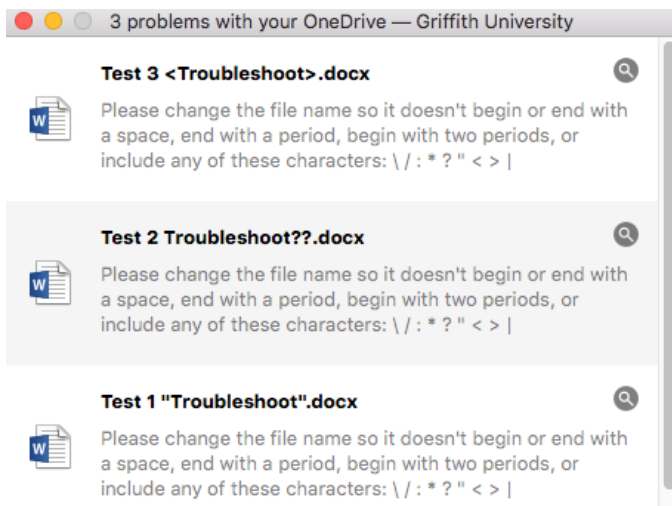 3 problems with your OneDrive — Griffith University
Test 3 <Troubleshoot>.docx
Please change the file name so it doesn't begin or end with
a space, end with a period, begin with two periods, or
include any of these characters: \ / : * ? " < > |
W
Test 2 Troubleshoot??.docx
Please change the file name so it doesn't begin or end with
a space, end with a period, begin with two periods, or
include any of these characters: \ / : * ? " < > |
W
Test 1 "Troubleshoot".docx
Please change the file name so it doesn't begin or end with
a space, end with a period, begin with two periods, or
include any of these characters: \ / : * ? " < > |
W